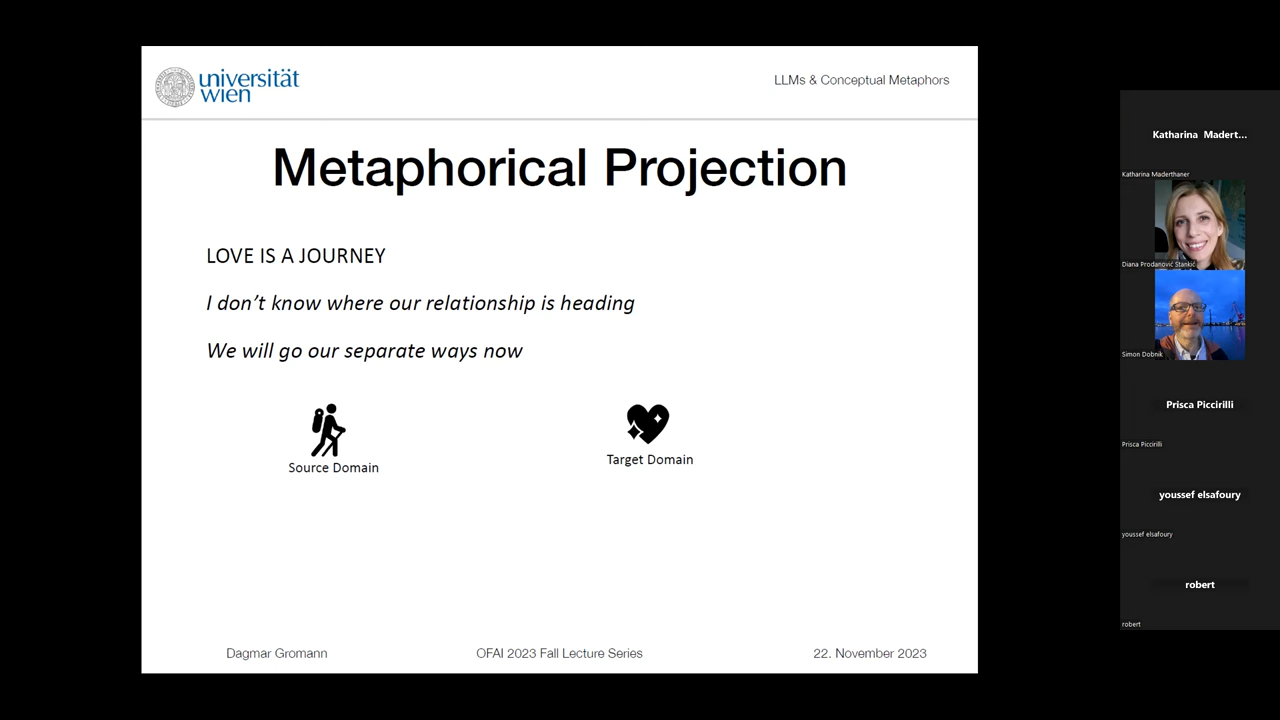 universität
wien
LLMs & Conceptual Metaphors
Metaphorical Projection
LOVE IS A JOURNEY
I don't know where our relationship is heading
We will go our separate ways now
Source Domain
Target Domain
Dagmar Gromann
OFAI 2023 Fall Lecture Series
22. November 2023
Katharina Madert...
Katharina Maderthaner
Diana Prodanović Stankić
Simon Dobnik
Prisca Piccirilli
Prisca Piccirilli
youssef elsafoury
youssef elsafoury
robert
robert